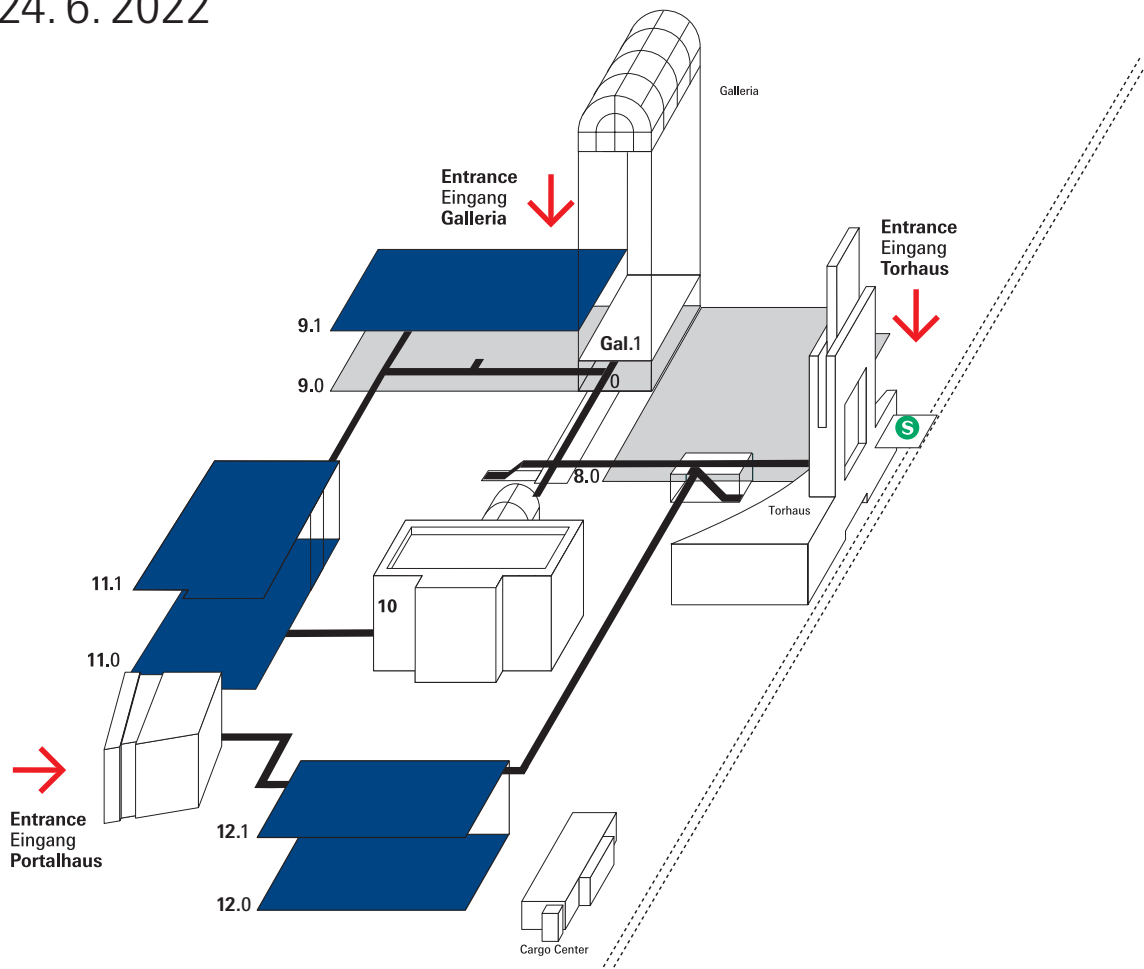 24. 6. 2022
Galleria
Entrance
Eingang
Galleria
Entrance
Eingang
Torhaus
9.1
Gal.1
9.0
0
S
8.0
Torhaus
11.1
10
11.0
Entrance
Eingang
Portalhaus
12.1
12.0
Cargo Center